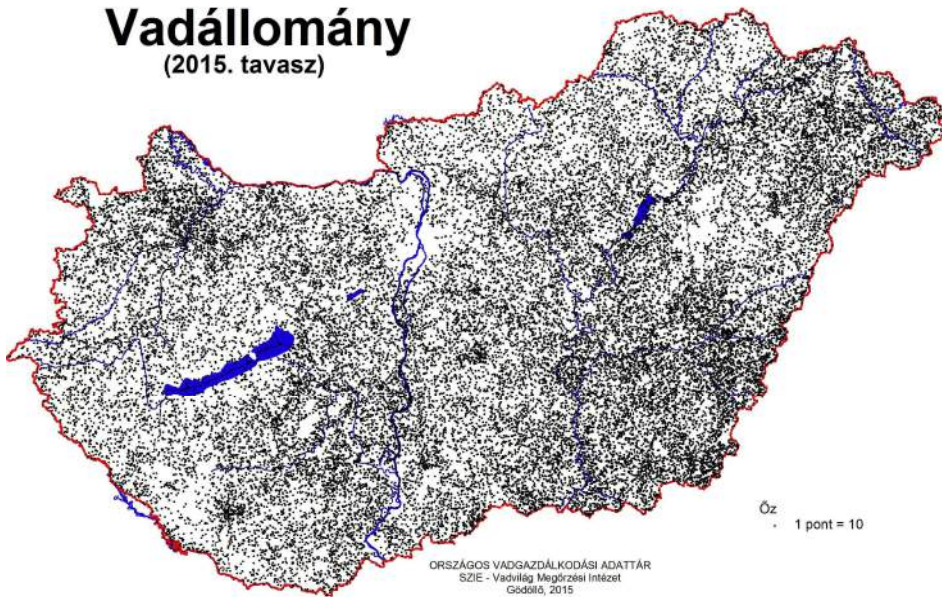 Vadállomány
(2015. tavasz)
Őz
1 pont = 10
ORSZÁGOS VADGAZDÁLKODÁSI ADATTÁR
SZIE - Vadvilág Megőrzési Intézet
Gödöllő, 2015